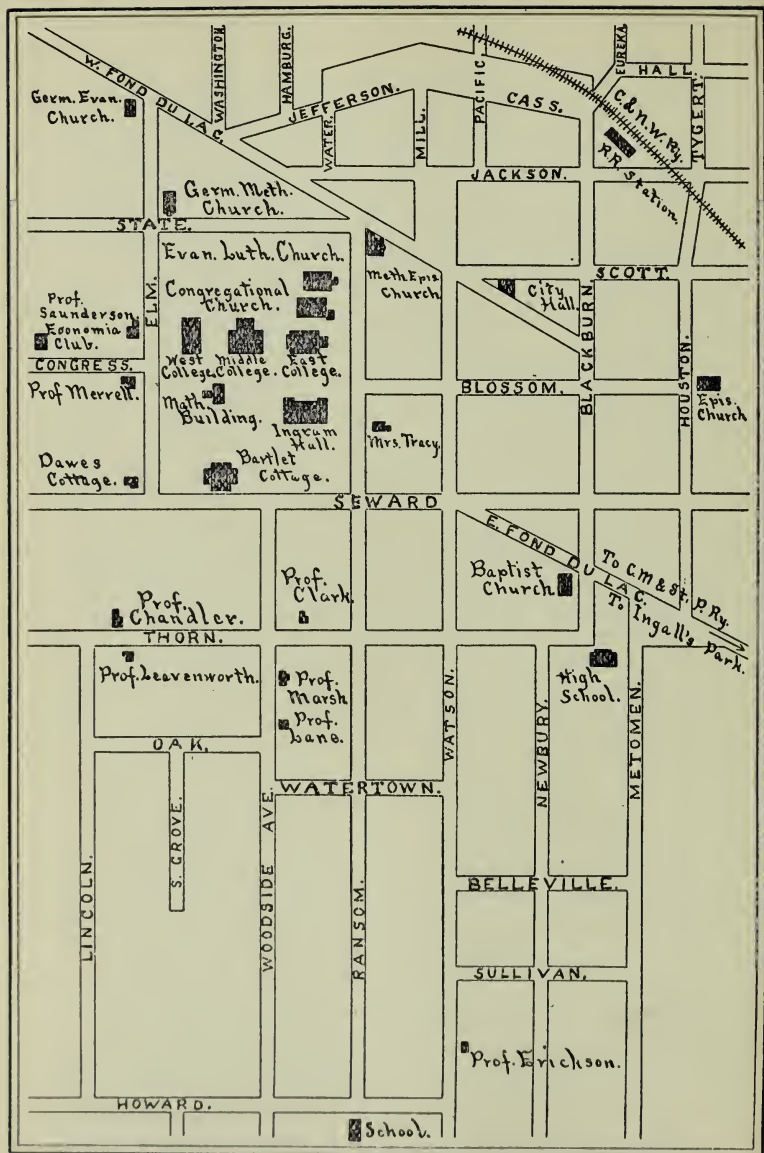 W. FOND DU LAC.
WASHINGTON
HAMBURG.
JEFFERSON.
WATER.
MILL.
PACIFIC.
CASS.
EUREKA.
HALL.
TYGERT.
C. & N. W. Ry.
R.R. Station.
Germ. Evan.
Church.
JACKSON.
Germ. Meth.
Church.
STATE.
ELM.
Evan. Luth. Church.
Congregational
Church.
Meth Epis.
Church
SCOTT.
City
Hall.
BLACKBURN.
HOUSTON.
Prof.
Saunderson.
Economia
Club.
West
College.
Middle
College.
East
College.
CONGRESS.
Prof Merrell.
Math.
Building.
Ingram
Hall.
BLOSSOM.
Epis.
Church
Mrs. Tracy.
Dawes
Cottage.
Bartlet
Cottage.
SEWARD
E. FOND DU LAC.
To C. M & St. P. Ry.
To Ingall's Park.
Baptist
Church
Prof.
Clark.
Prof.
Chandler.
THORN.
Prof. Leavenworth.
Prof.
Marsh
Prof.
Lane.
High
School.
WATSON.
NEWBURY.
METOMEN.
OAK.
WATERTOWN.
S. GROVE.
LINCOLN.
WOODSIDE AVE.
RANSOM.
BELLEVILLE.
SULLIVAN.
Prof. Erickson.
HOWARD.
School.